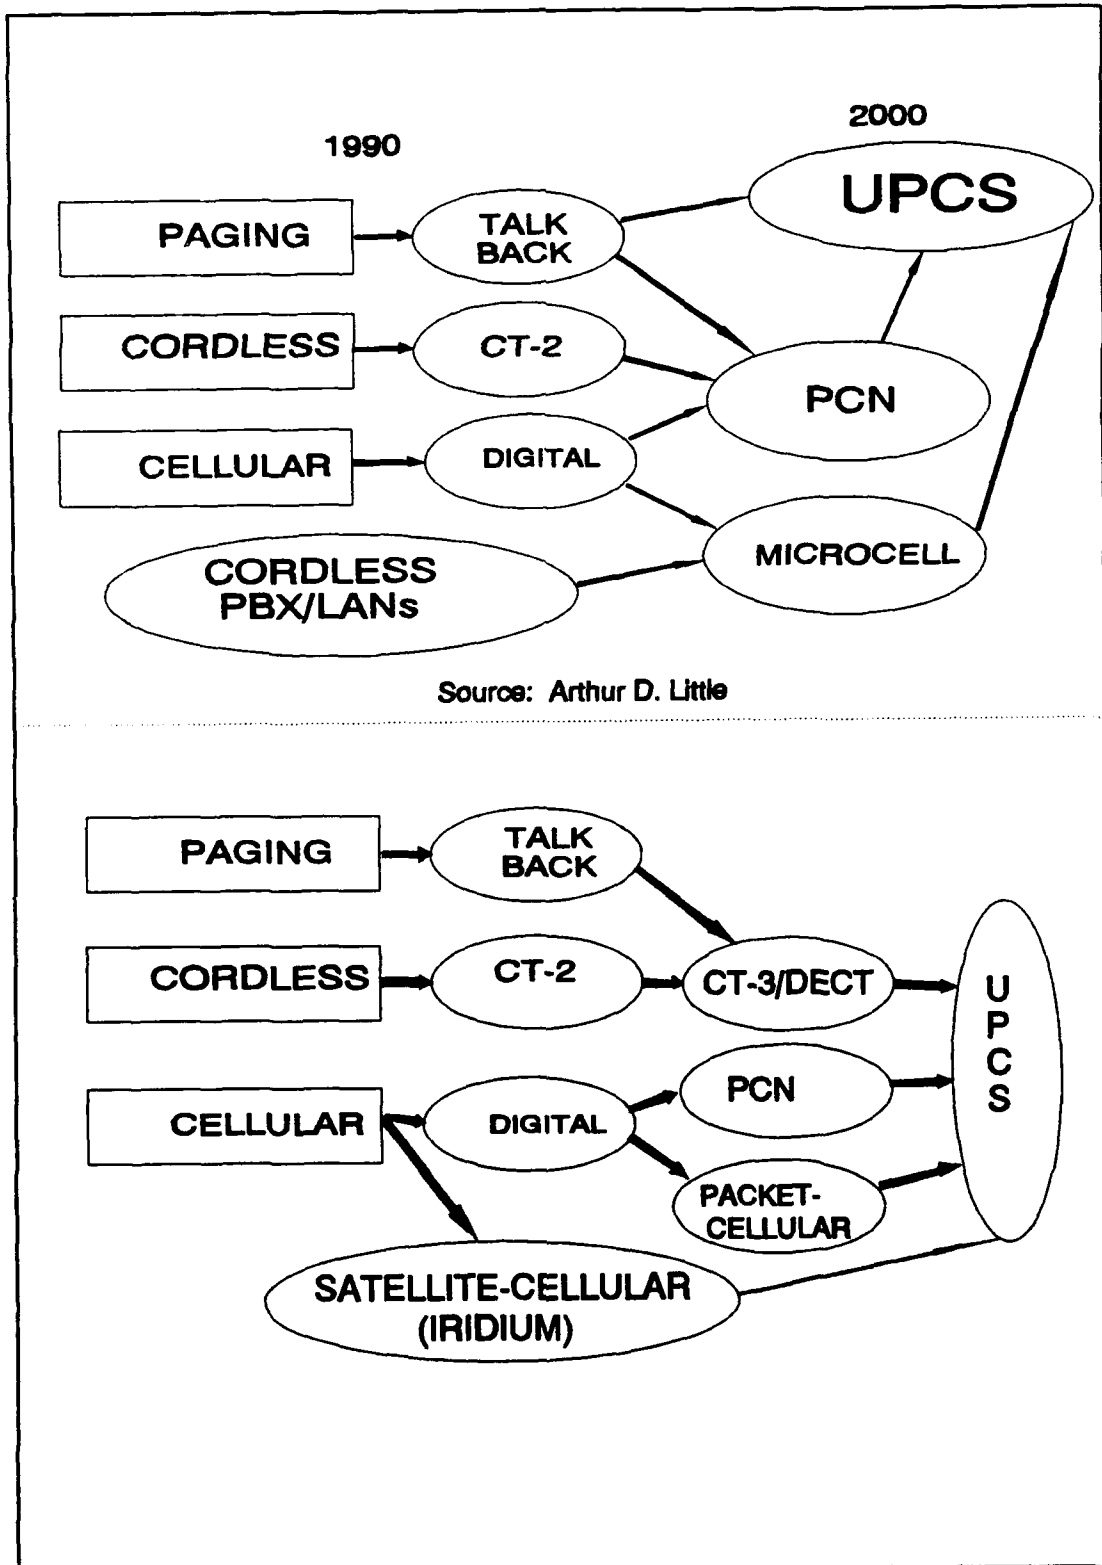 1990
2000
PAGING
TALK
BACK
UPCS
CORDLESS
CT-2
PCN
CELLULAR
DIGITAL
MICROCELL
CORDLESS
PBX/LANs
Source: Arthur D. Little
PAGING
TALK
BACK
CORDLESS
CT-2
CT-3/DECT
U
P
C
S
CELLULAR
DIGITAL
PCN
PACKET-
CELLULAR
SATELLITE-CELLULAR
(IRIDIUM)